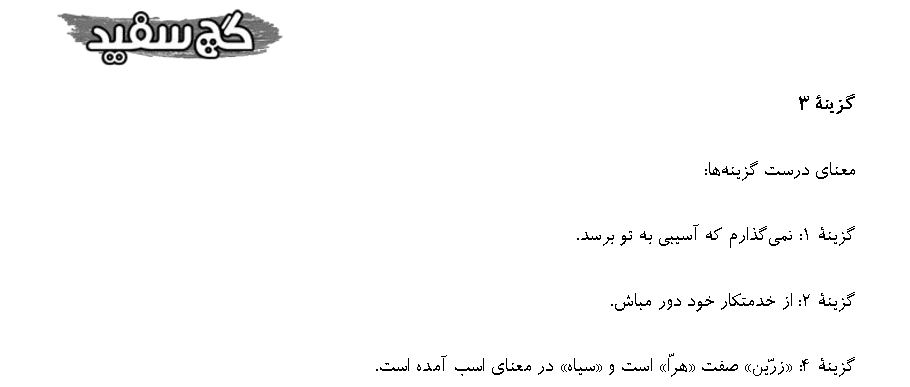 گچ سفید
گزینهٔ ۳
معنای درست گزینه‌ها:
گزینهٔ ۱: نمی‌گذارم که آسیبی به تو برسد.
گزینهٔ ۲: از خدمتکار خود دور مباش.
گزینهٔ ۴: «زرّین» صفت «هرّا» است و «سیاه» در معنای اسب آمده است.